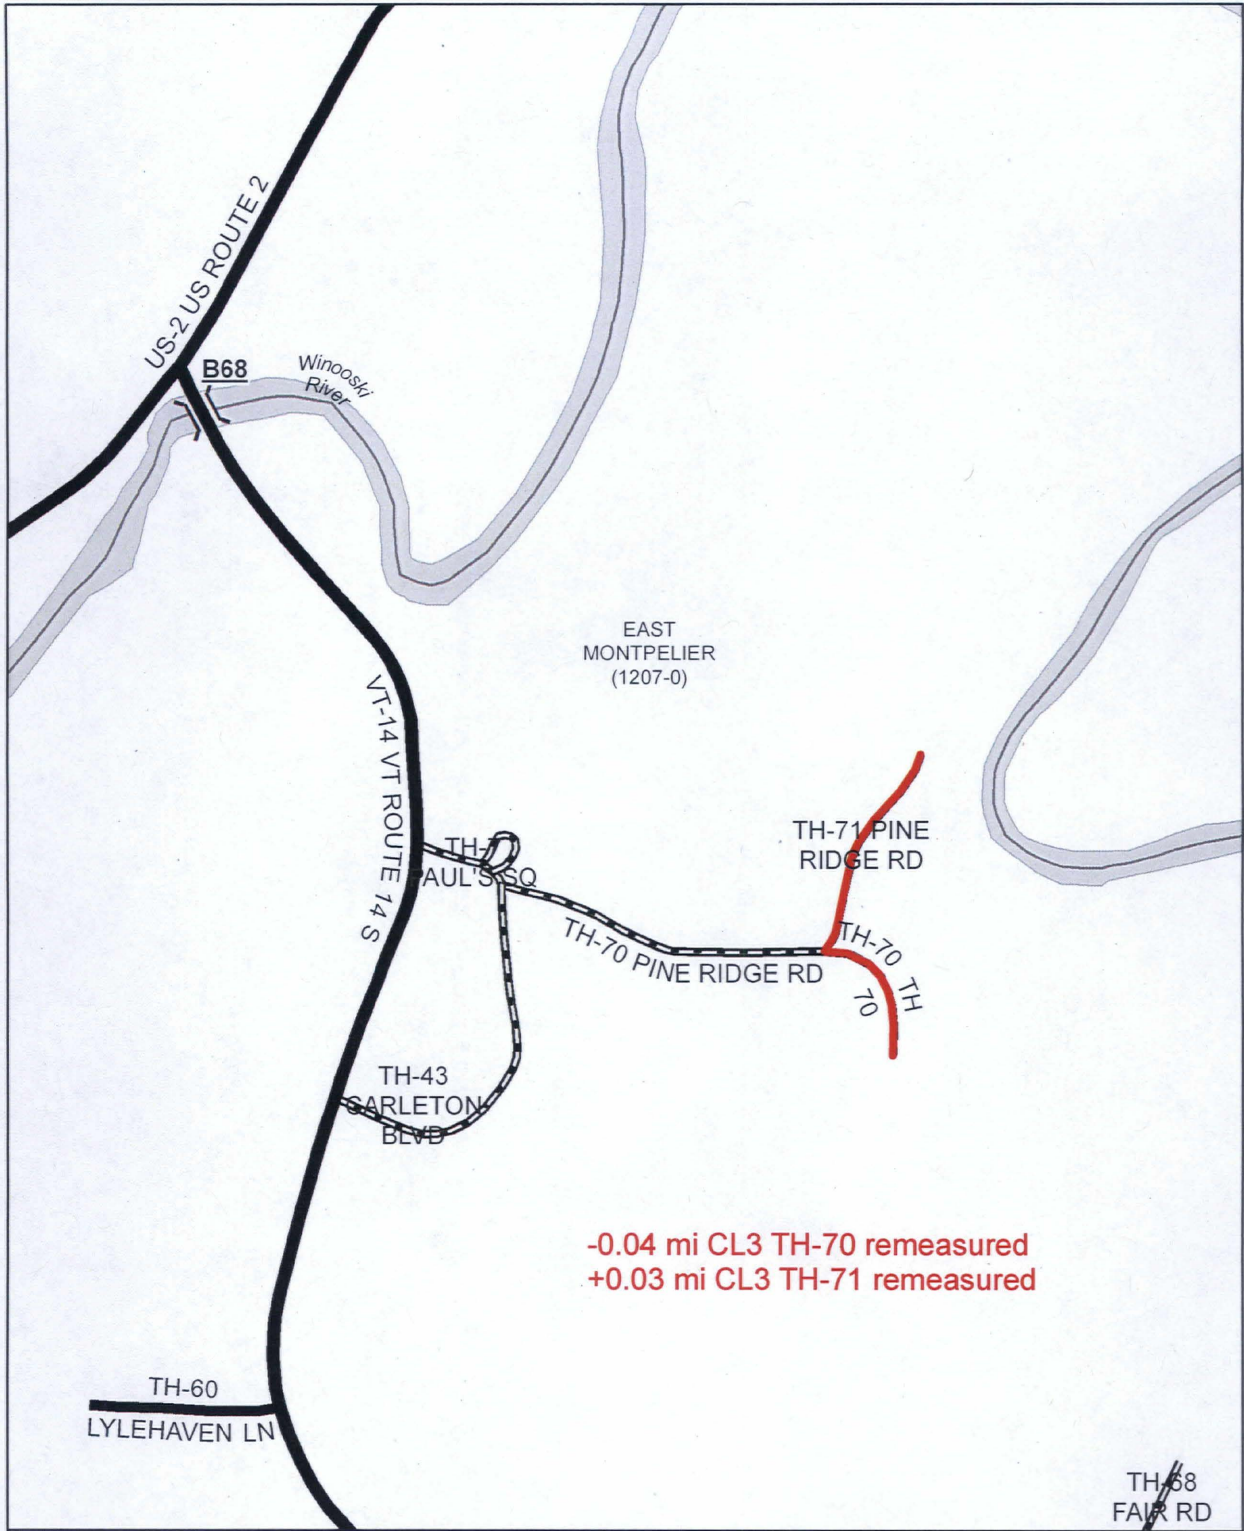 US-2 US ROUTE 2
B68
Winooski
River
EAST
MONTPELIER
(1207-0)
VT-14 VT ROUTE 14 S
TH-71 PINE
RIDGE RD
PAUL'S SQ
TH-70 PINE RIDGE RD
TH-70 TH
70
TH-43
CARLETON
BLVD
-0.04 mi CL3 TH-70 remeasured
+0.03 mi CL3 TH-71 remeasured
TH-60
LYLEHAVEN LN
TH-68
FAIR RD